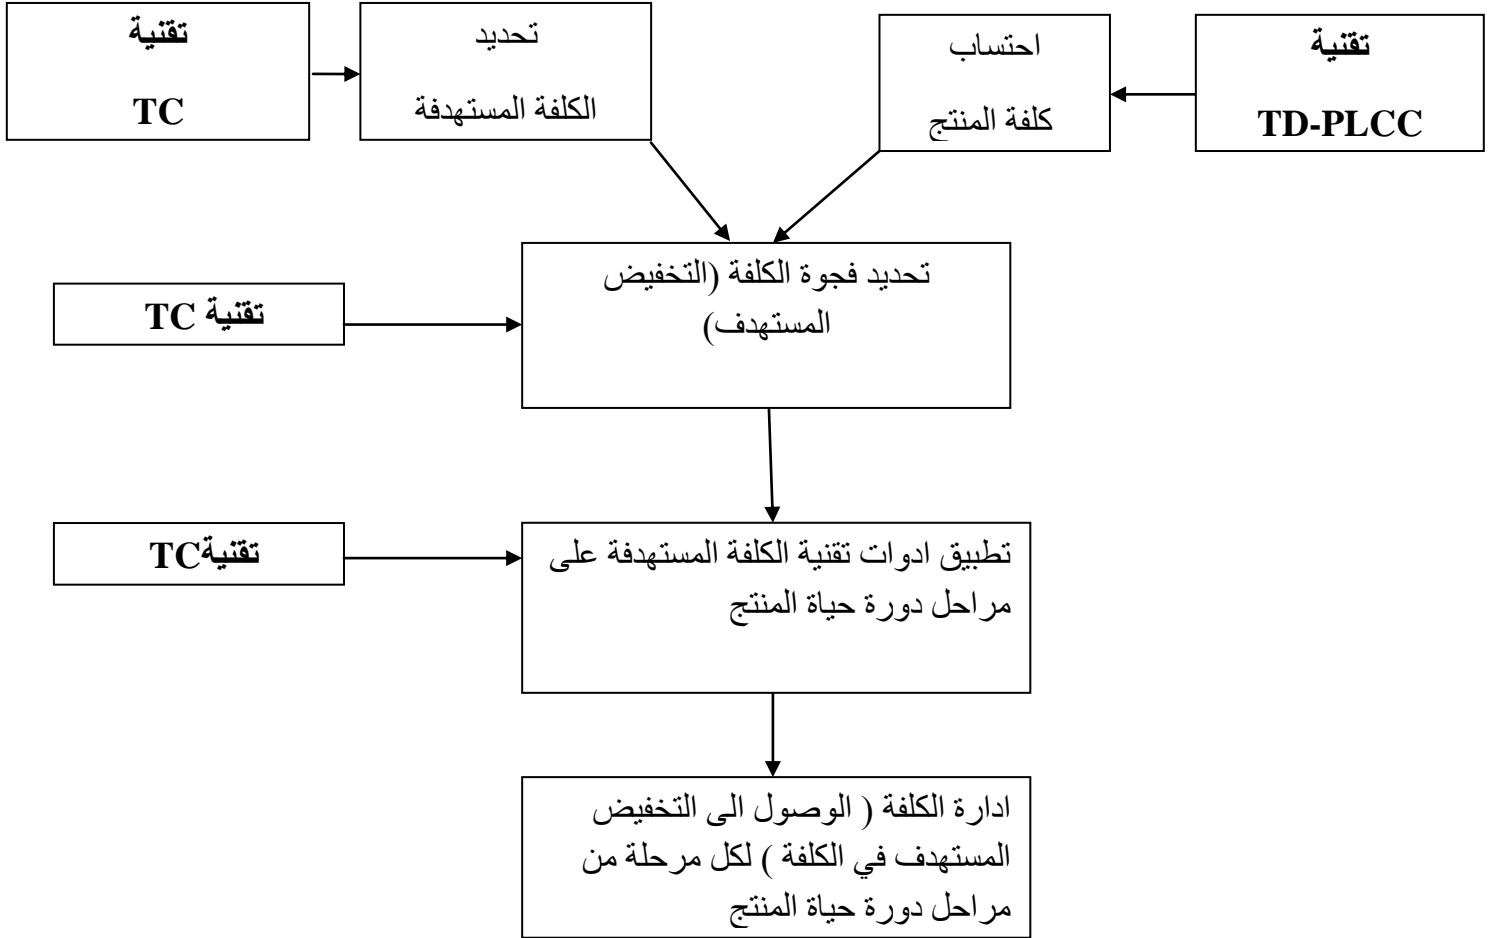 تقنية
TD-PLCC
احتساب
كلفة المنتج
تحديد
الكلفة المستهدفة
تقنية
TC
تحديد فجوة الكلفة (التخفيض
المستهدف)
تقنية TC
تطبيق ادوات تقنية الكلفة المستهدفة على
مراحل دورة حياة المنتج
تقنيةTC
ادارة الكلفة ( الوصول الى التخفيض
المستهدف في الكلفة ) لكل مرحلة من
مراحل دورة حياة المنتج